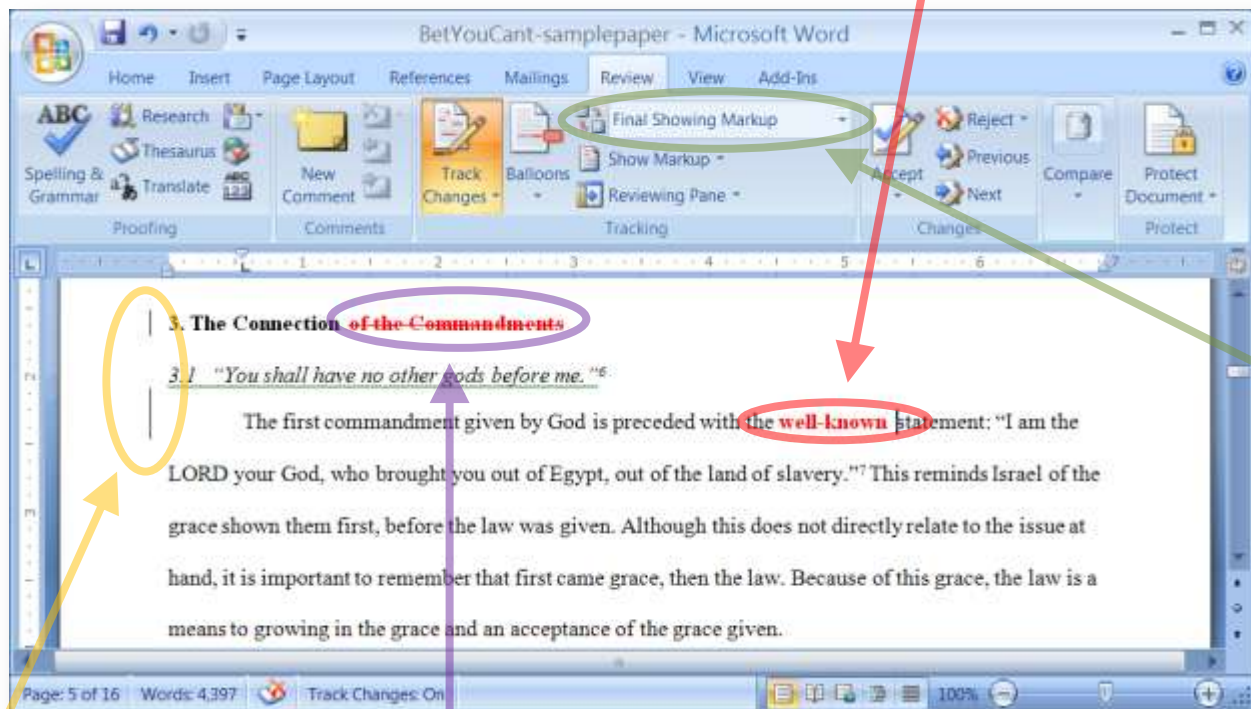 BetYouCant-samplepaper - Microsoft Word
Home Insert Page Layout References Mailings Review View Add-Ins
ABC Research Final Showing Markup Reject
Spelling & Grammar Thesaurus New Comment Track Changes Balloons Show Markup Accept Previous Compare Protect Document
Translate Reviewing Pane Next
Proofing Comments Tracking Changes Protect
1 2 3 4 5 6 7
3. The Connection of the Commandments
3.1 "You shall have no other gods before me."6
The first commandment given by God is preceded with the well-known statement: “I am the
LORD your God, who brought you out of Egypt, out of the land of slavery.”7 This reminds Israel of the
grace shown them first, before the law was given. Although this does not directly relate to the issue at
hand, it is important to remember that first came grace, then the law. Because of this grace, the law is a
means to growing in the grace and an acceptance of the grace given.
Page: 5 of 16 Words: 4,397 Track Changes: On 100%